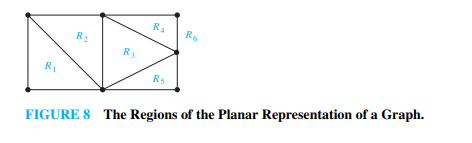 R4
R2
R6
R3
R1
R5
FIGURE 8 The Regions of the Planar Representation of a Graph.